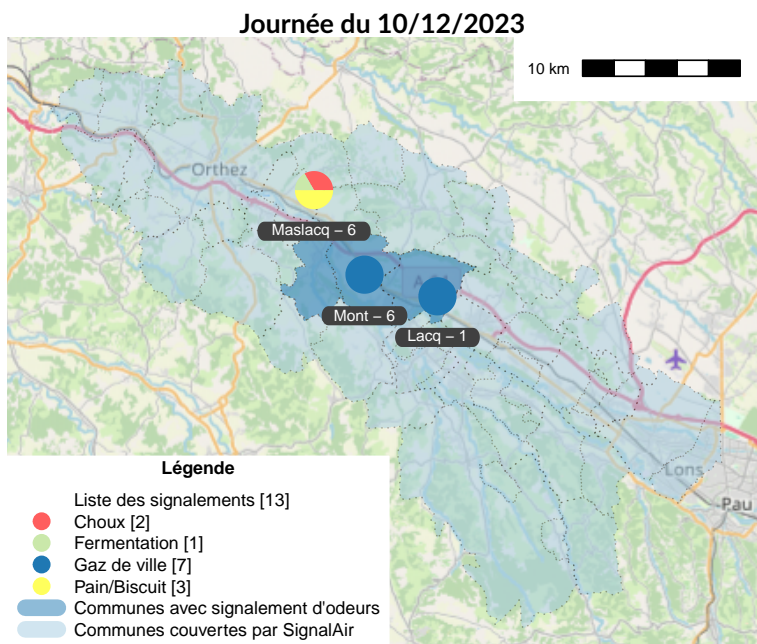 Journée du 10/12/2023
10 km
Orthez
Maslacq – 6
Mont – 6
Lacq – 1
Lons
Pau
Légende
Liste des signalements [13]
Choux [2]
Fermentation [1]
Gaz de ville [7]
Pain/Biscuit [3]
Communes avec signalement d'odeurs
Communes couvertes par SignalAir